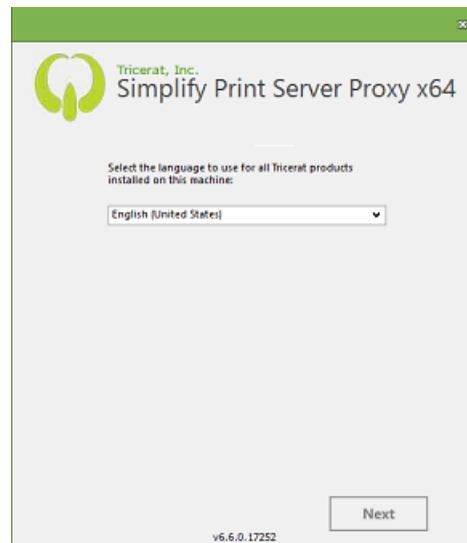 Tricerat, Inc.
Simplify Print Server Proxy x64
Select the language to use for all Tricerat products
installed on this machine:
English (United States)
Next
v6.6.0.17252